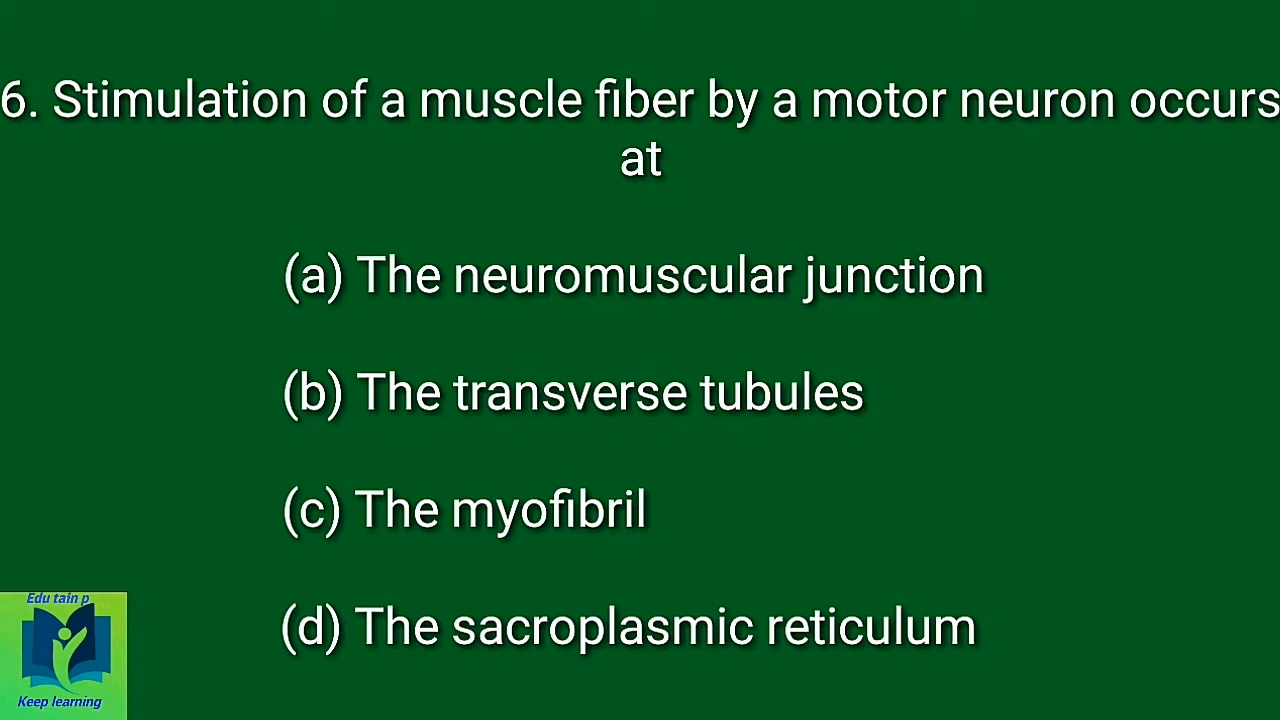 6. Stimulation of a muscle fiber by a motor neuron occurs
at
(a) The neuromuscular junction
(b) The transverse tubules
(c) The myofibril
(d) The sacroplasmic reticulum
Edu tain p
Keep learning